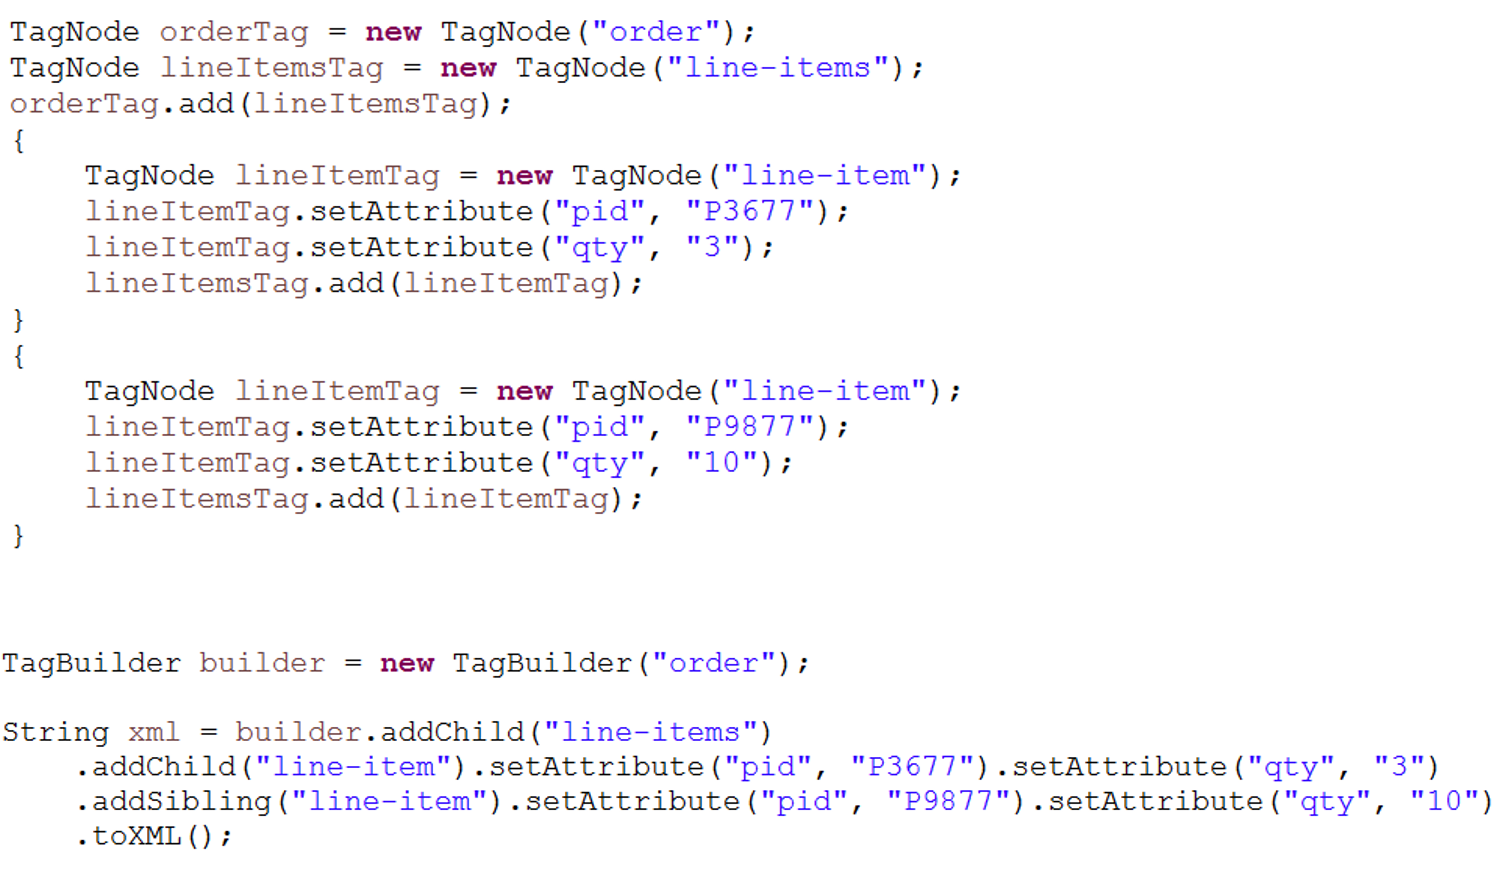 TagNode orderTag = new TagNode("order");
TagNode lineItemsTag = new TagNode("line-items");
orderTag.add(lineItemsTag);
{
    TagNode lineItemTag = new TagNode("line-item");
    lineItemTag.setAttribute("pid", "P3677");
    lineItemTag.setAttribute("qty", "3");
    lineItemsTag.add(lineItemTag);
}
{
    TagNode lineItemTag = new TagNode("line-item");
    lineItemTag.setAttribute("pid", "P9877");
    lineItemTag.setAttribute("qty", "10");
    lineItemsTag.add(lineItemTag);
}
TagBuilder builder = new TagBuilder("order");
String xml = builder.addChild("line-items")
    .addChild("line-item").setAttribute("pid", "P3677").setAttribute("qty", "3")
    .addSibling("line-item").setAttribute("pid", "P9877").setAttribute("qty", "10")
    .toXML();